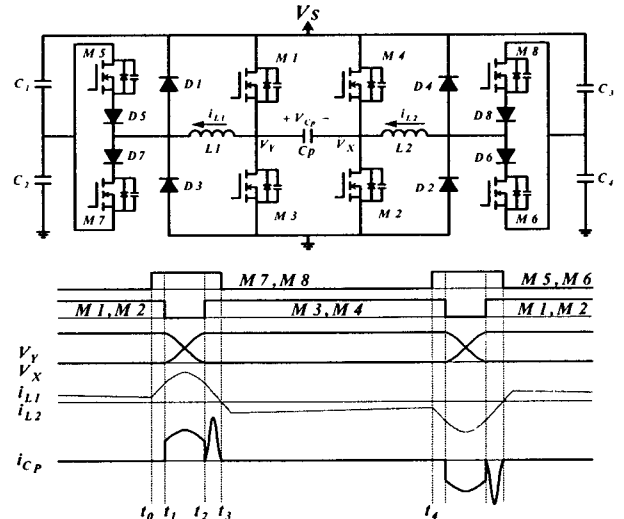 Vs
M5 M1 M4 M8
C1 D1 D4 C3
D5 iL1 + VCp − iL2 D8
L1 VY Cp VX L2
D7 D6
C2 D3 D2 C4
M7 M3 M2 M6
M7,M8 M5,M6
M1,M2 M3,M4 M1,M2
VY
VX
iL1
iL2
iCp
t0 t1 t2 t3 t4